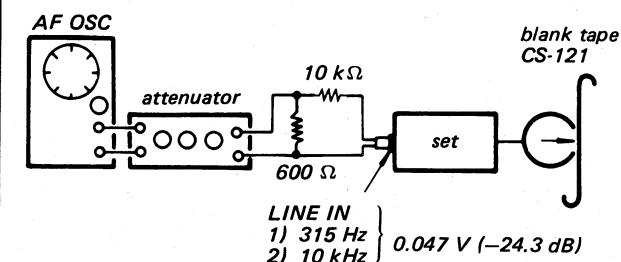 AF OSC
attenuator
10 kΩ
600 Ω
set
blank tape
CS-121
LINE IN
1) 315 Hz
2) 10 kHz
0.047 V (−24.3 dB)